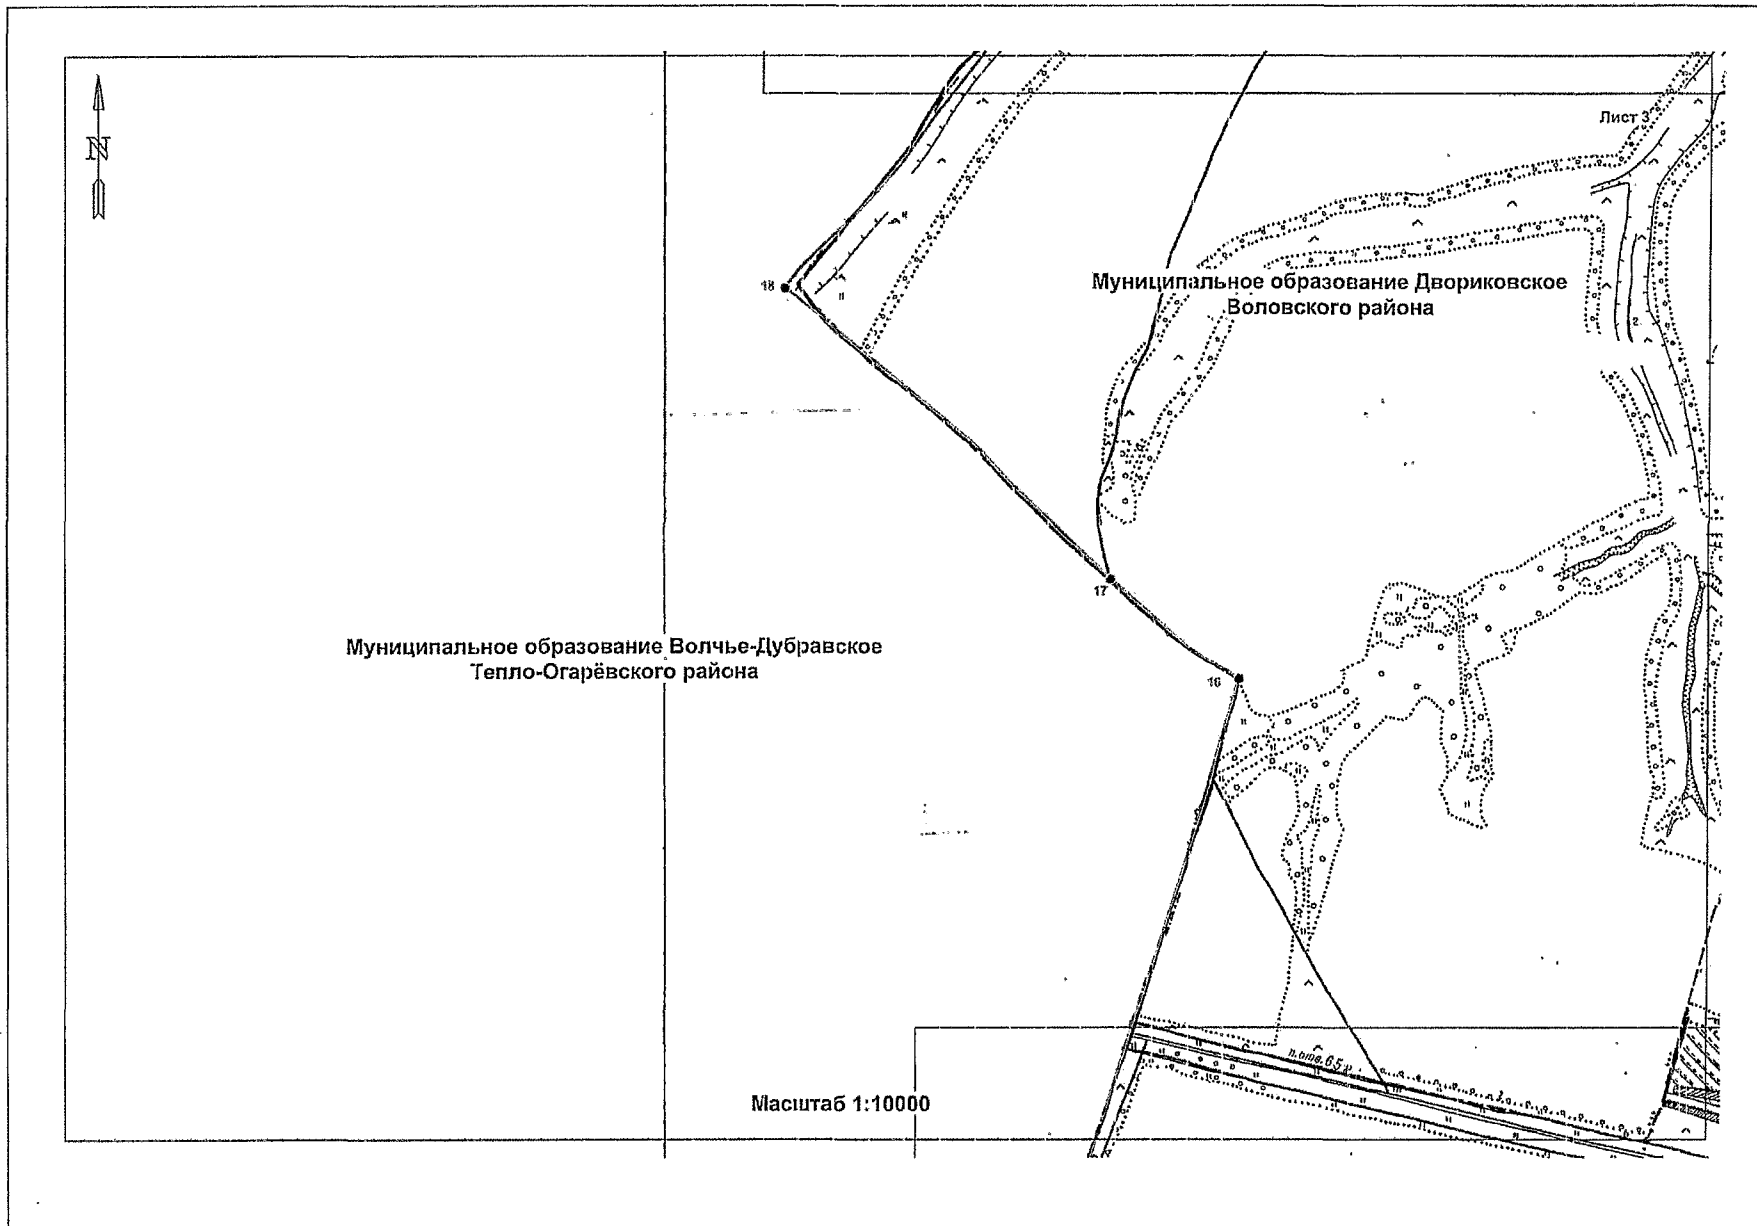 N
Лист 3
18
Муниципальное образование Двориковское
Воловского района
2
17
Муниципальное образование Волчье-Дубравское
Тепло-Огарёвского района
16
Масштаб 1:10000